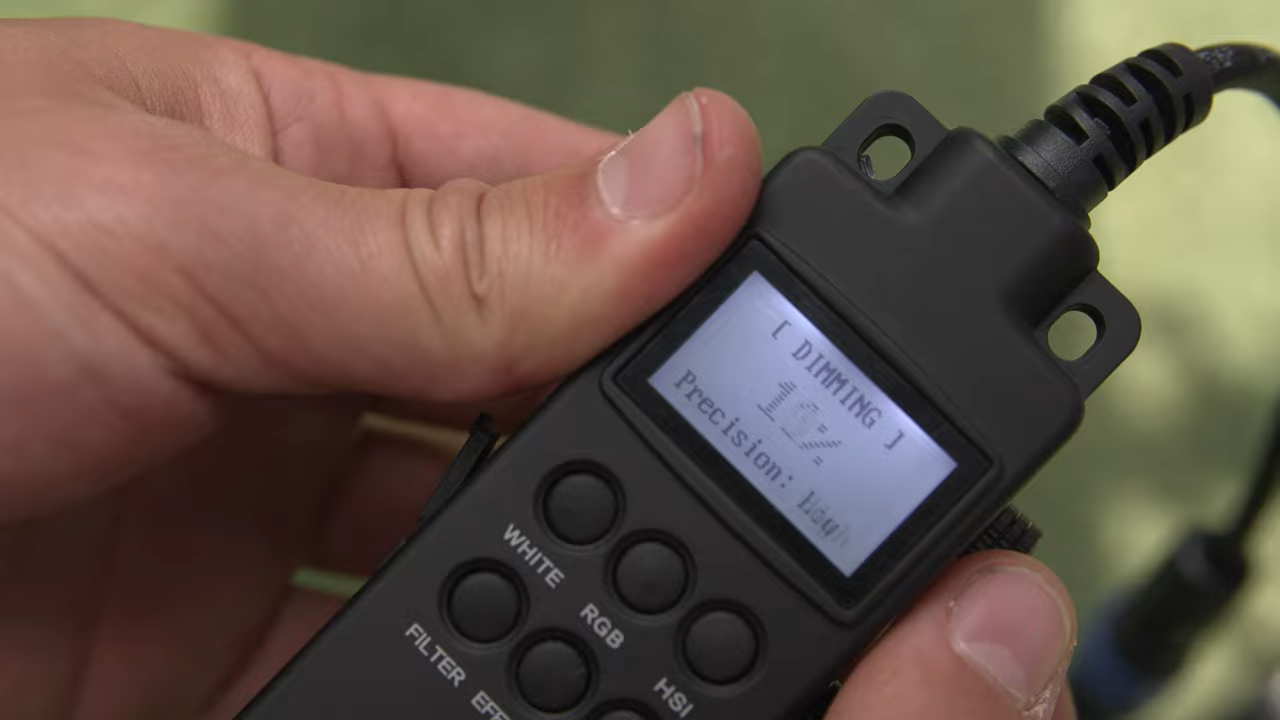 [ DIMMING ]
Precision:
WHITE
RGB
HSI
FILTER